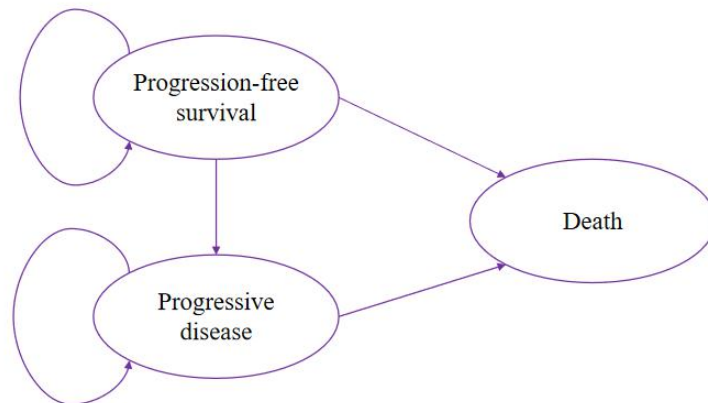 Progression-free
survival
Death
Progressive
disease